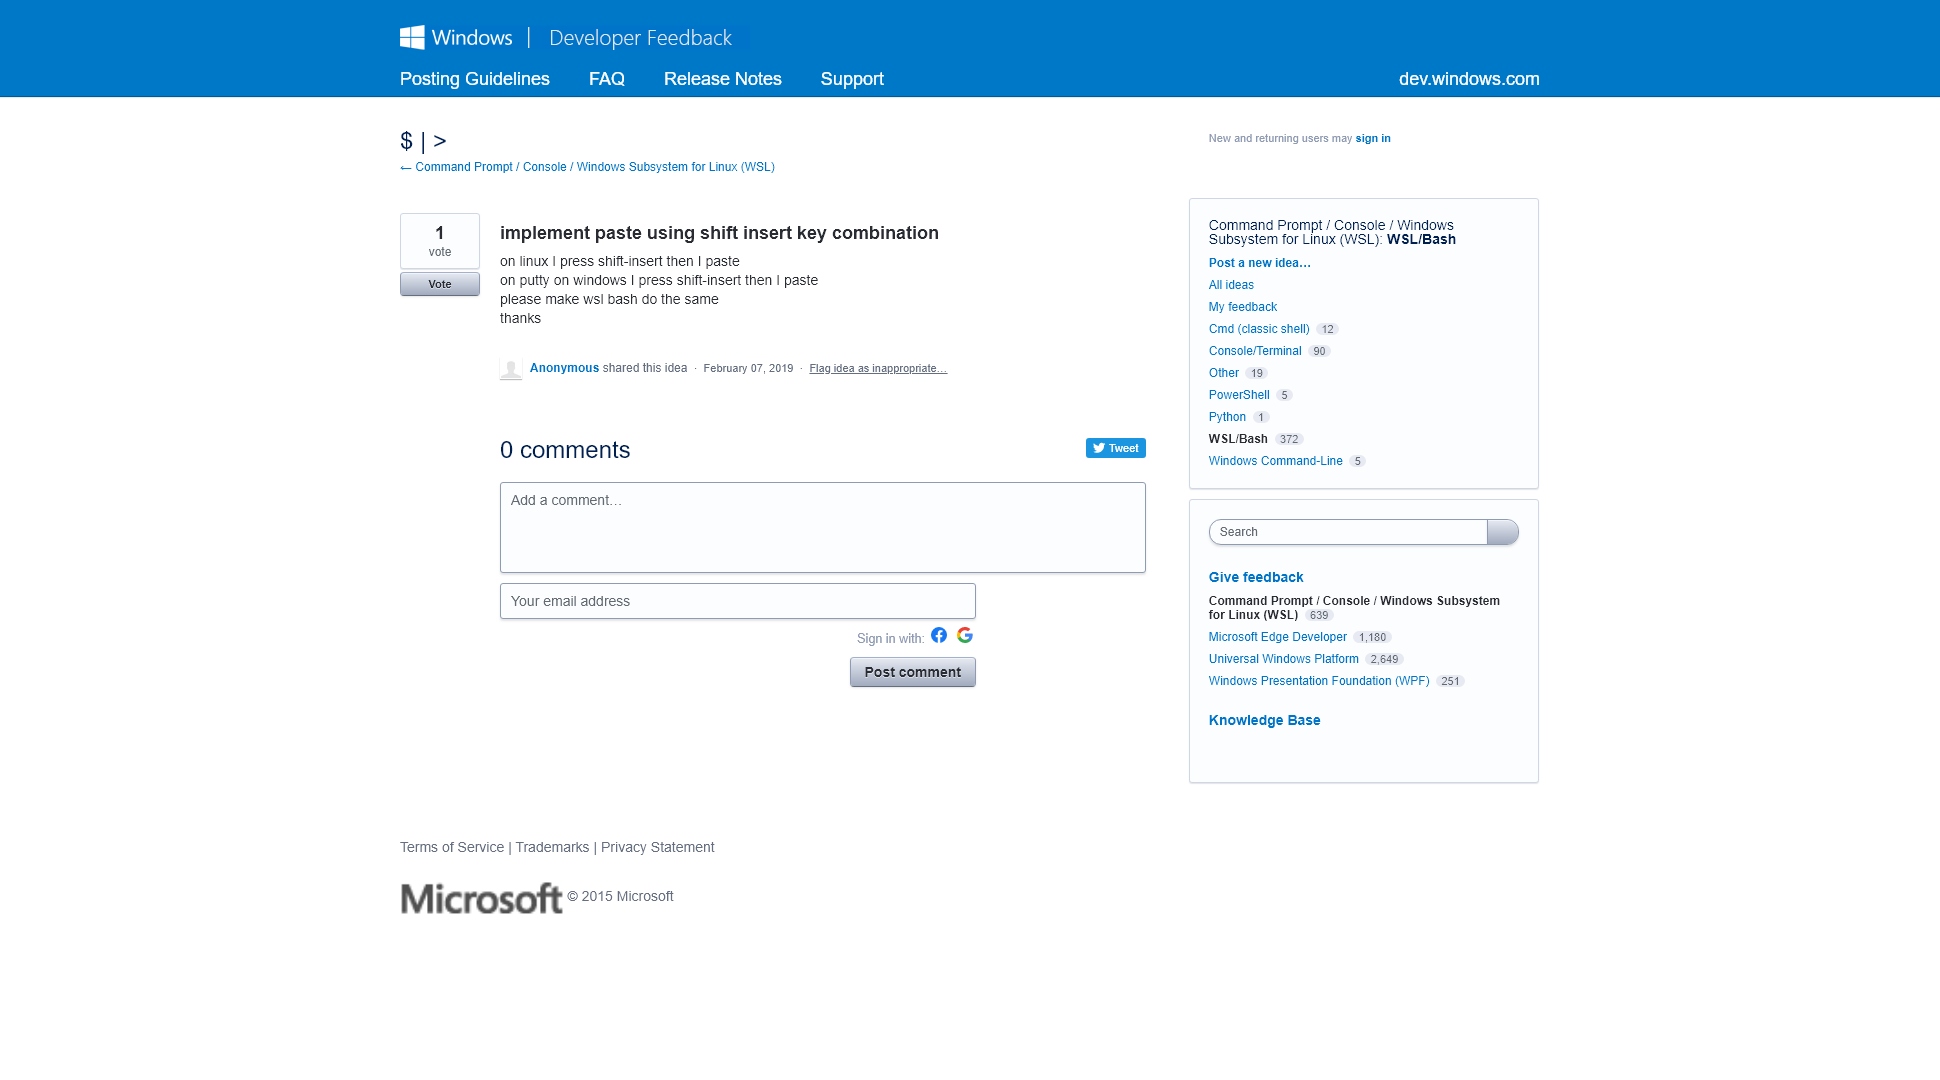 Windows | Developer Feedback
Posting Guidelines FAQ Release Notes Support dev.windows.com
$ | >
← Command Prompt / Console / Windows Subsystem for Linux (WSL)
New and returning users may sign in
1
vote
Vote
implement paste using shift insert key combination
on linux I press shift-insert then I paste
on putty on windows I press shift-insert then I paste
please make wsl bash do the same
thanks
Anonymous shared this idea · February 07, 2019 · Flag idea as inappropriate…
0 comments
Tweet
Add a comment…
Your email address
Sign in with:
Post comment
Command Prompt / Console / Windows
Subsystem for Linux (WSL): WSL/Bash
Post a new idea…
All ideas
My feedback
Cmd (classic shell) 12
Console/Terminal 90
Other 19
PowerShell 5
Python 1
WSL/Bash 372
Windows Command-Line 5
Search
Give feedback
Command Prompt / Console / Windows Subsystem
for Linux (WSL) 639
Microsoft Edge Developer 1,180
Universal Windows Platform 2,649
Windows Presentation Foundation (WPF) 251
Knowledge Base
Terms of Service | Trademarks | Privacy Statement
Microsoft © 2015 Microsoft